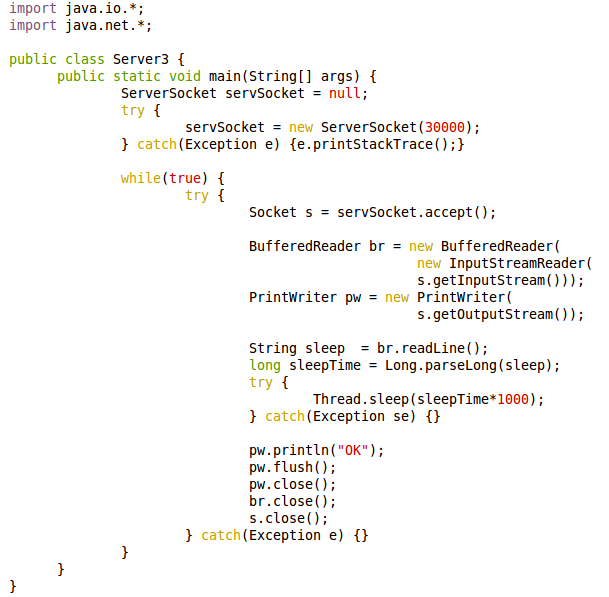 import java.io.*;
import java.net.*;

public class Server3 {
      public static void main(String[] args) {
              ServerSocket servSocket = null;
              try {
                      servSocket = new ServerSocket(30000);
              } catch(Exception e) {e.printStackTrace();}

              while(true) {
                      try {
                              Socket s = servSocket.accept();

                              BufferedReader br = new BufferedReader(
                                                   new InputStreamReader(
                                                   s.getInputStream()));
                              PrintWriter pw = new PrintWriter(
                                                   s.getOutputStream());

                              String sleep  = br.readLine();
                              long sleepTime = Long.parseLong(sleep);
                              try {
                                      Thread.sleep(sleepTime*1000);
                              } catch(Exception se) {}

                              pw.println("OK");
                              pw.flush();
                              pw.close();
                              br.close();
                              s.close();
                      } catch(Exception e) {}
              }
      }
}